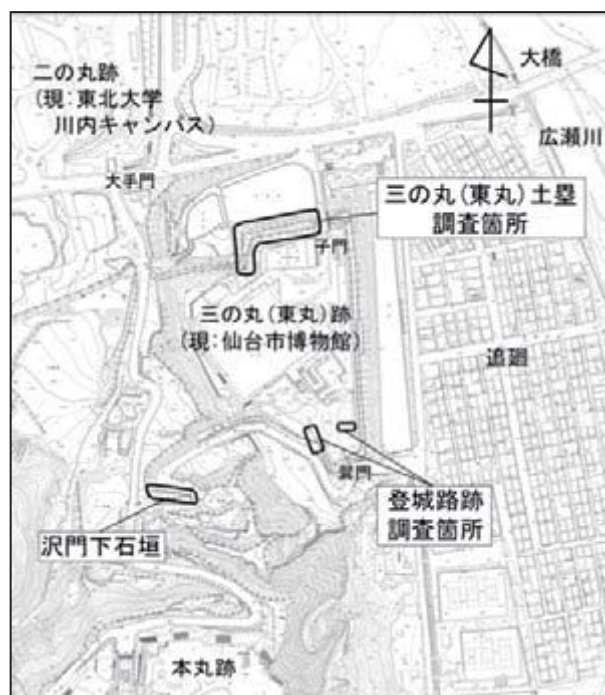 二の丸跡
(現:東北大学
川内キャンパス)
大橋
広瀬川
大手門
三の丸(東丸)土塁
調査箇所
子門
三の丸(東丸)跡
(現:仙台市博物館)
追廻
巽門
登城路跡
調査箇所
沢門下石垣
本丸跡